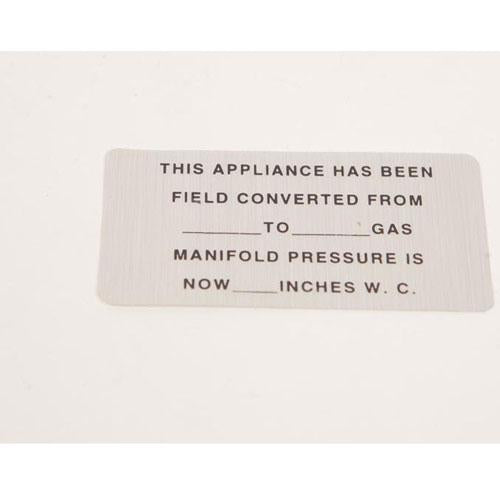 THIS APPLIANCE HAS BEEN
FIELD CONVERTED FROM
________TO________GAS
MANIFOLD PRESSURE IS
NOW____INCHES W. C.